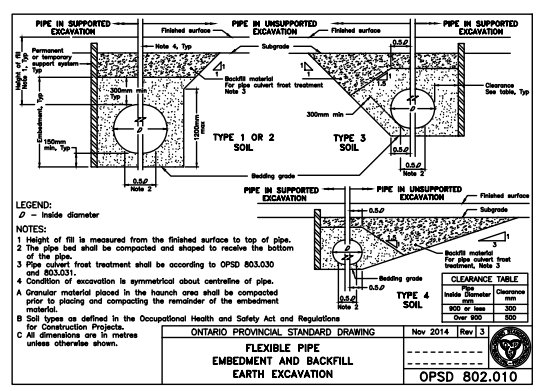 PIPE IN SUPPORTED
EXCAVATION
PIPE IN UNSUPPORTED
EXCAVATION
PIPE IN SUPPORTED
EXCAVATION
Finished surface
Finished surface
Note 4, Typ
Subgrade
0.5D
Height of fill
Note 1, Typ
Permanent
or temporary
support system
Typ
1
1
1
1
1.5
1
Backfill material
For pipe culvert frost treatment
Note 3
Clearance
See table, Typ
300mm min
Typ
300mm min
Embedment, Typ
D
D
1200mm
max
150mm
min, Typ
TYPE 1 OR 2
SOIL
TYPE 3
SOIL
0.5D
0.5D
Note 2
Bedding grade
0.5D
Note 2
PIPE IN SUPPORTED
EXCAVATION
PIPE IN UNSUPPORTED
EXCAVATION
Finished surface
0.5D
Subgrade
1.5
1
3
D
Backfill material
For pipe culvert frost
treatment, Note 3
Bedding grade
0.5D
Note 2
TYPE 4
SOIL
CLEARANCE TABLE
Pipe
Inside Diameter
mm
Clearance
mm
900 or less
300
Over 900
500
LEGEND:
D – Inside diameter
NOTES:
1 Height of fill is measured from the finished surface to top of pipe.
2 The pipe bed shall be compacted and shaped to receive the bottom
of the pipe.
3 Pipe culvert frost treatment shall be according to OPSD 803.030
and 803.031.
4 Condition of excavation is symmetrical about centreline of pipe.
A Granular material placed in the haunch area shall be compacted
prior to placing and compacting the remainder of the embedment
material.
B Soil types as defined in the Occupational Health and Safety Act and Regulations
for Construction Projects.
C All dimensions are in metres
unless otherwise shown.
ONTARIO PROVINCIAL STANDARD DRAWING
Nov 2014
Rev
3
FLEXIBLE PIPE
EMBEDMENT AND BACKFILL
EARTH EXCAVATION
OPSD 802.010